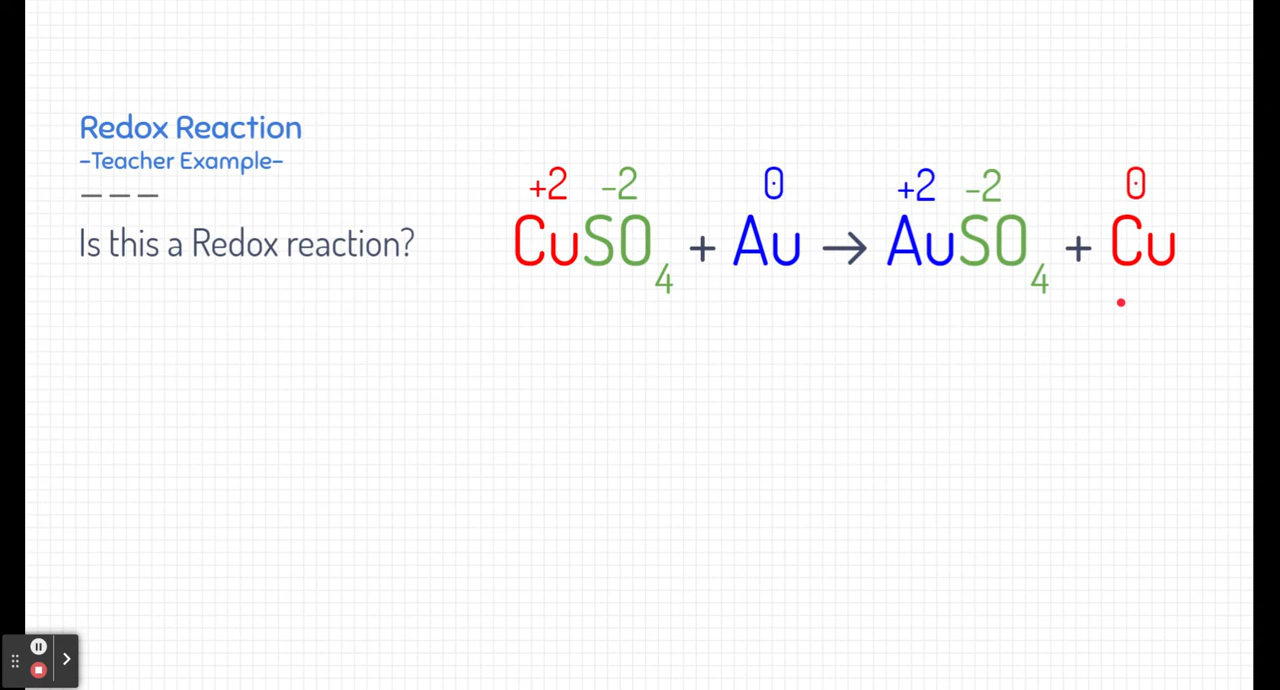 Redox Reaction
-Teacher Example-
Is this a Redox reaction?
+2 -2 0 +2 -2 0
CuSO₄ + Au → AuSO₄ + Cu